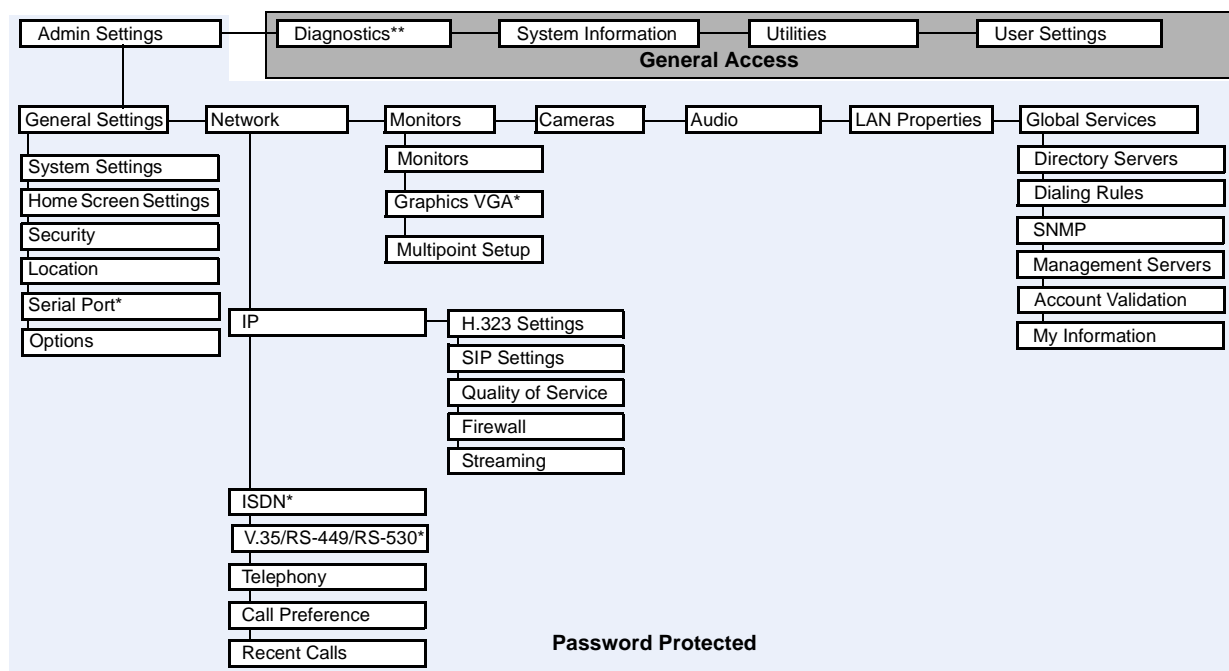 Admin Settings
Diagnostics**
System Information
Utilities
User Settings
General Access
General Settings
Network
Monitors
Cameras
Audio
LAN Properties
Global Services
System Settings
Home Screen Settings
Security
Location
Serial Port*
Options
Monitors
Graphics VGA*
Multipoint Setup
Directory Servers
Dialing Rules
SNMP
Management Servers
Account Validation
My Information
IP
H.323 Settings
SIP Settings
Quality of Service
Firewall
Streaming
ISDN*
V.35/RS-449/RS-530*
Telephony
Call Preference
Recent Calls
Password Protected